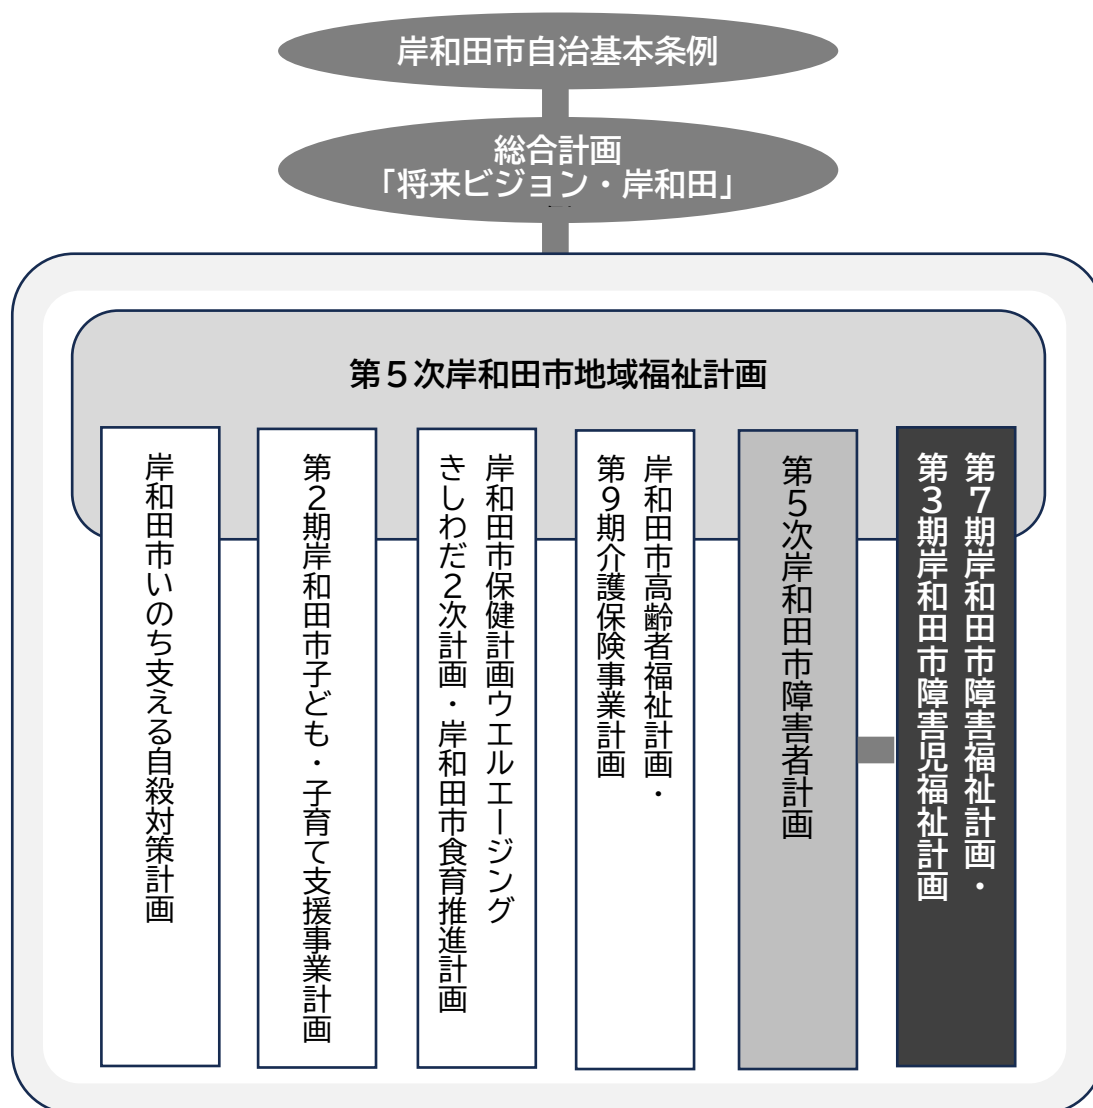 岸和田市自治基本条例
総合計画
「将来ビジョン・岸和田」
第５次岸和田市地域福祉計画
岸和田市いのち支える自殺対策計画
第２期岸和田市子ども・子育て支援事業計画
岸和田市保健計画ウエルエージング
きしわだ２次計画・岸和田市食育推進計画
岸和田市高齢者福祉計画・
第９期介護保険事業計画
第５次岸和田市障害者計画
第７期岸和田市障害福祉計画・
第３期岸和田市障害児福祉計画